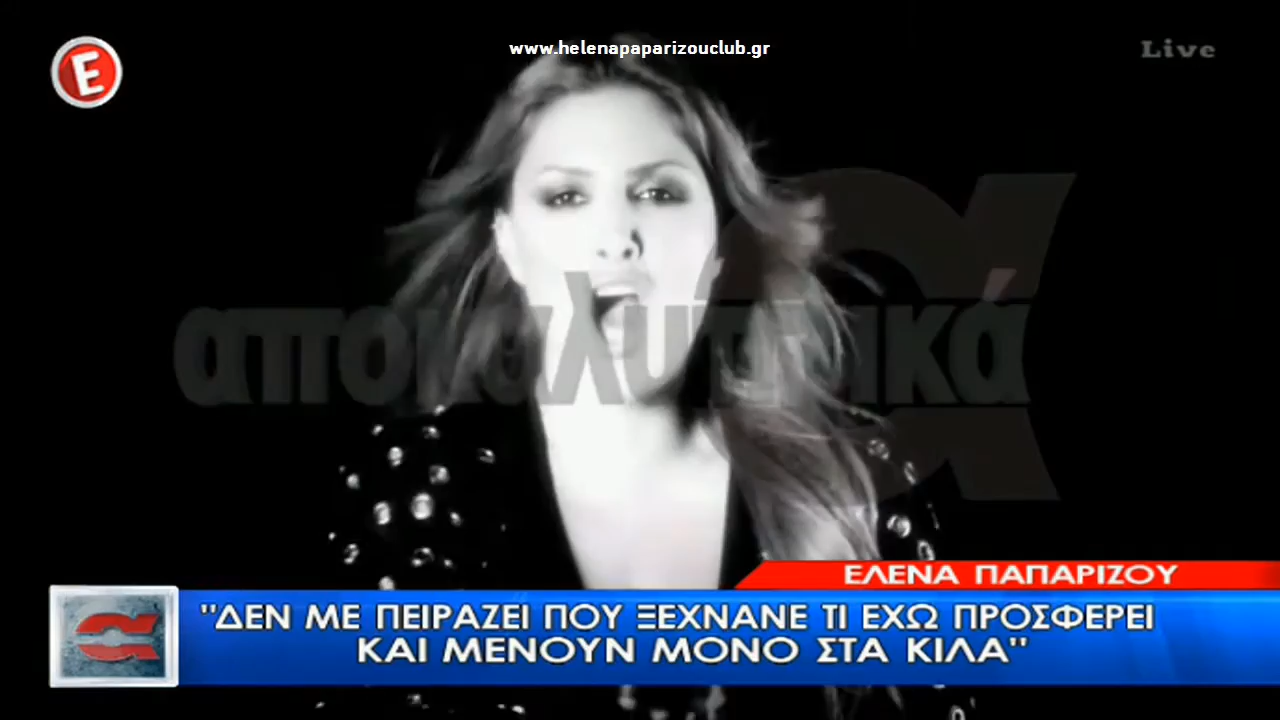 www.helenapaparizouclub.gr
Live
E
αποκαλυπτικά
ΕΛΕΝΑ ΠΑΠΑΡΙΖΟΥ
"ΔΕΝ ΜΕ ΠΕΙΡΑΖΕΙ ΠΟΥ ΞΕΧΝΑΝΕ ΤΙ ΕΧΩ ΠΡΟΣΦΕΡΕΙ
ΚΑΙ ΜΕΝΟΥΝ ΜΟΝΟ ΣΤΑ ΚΙΛΑ"
α